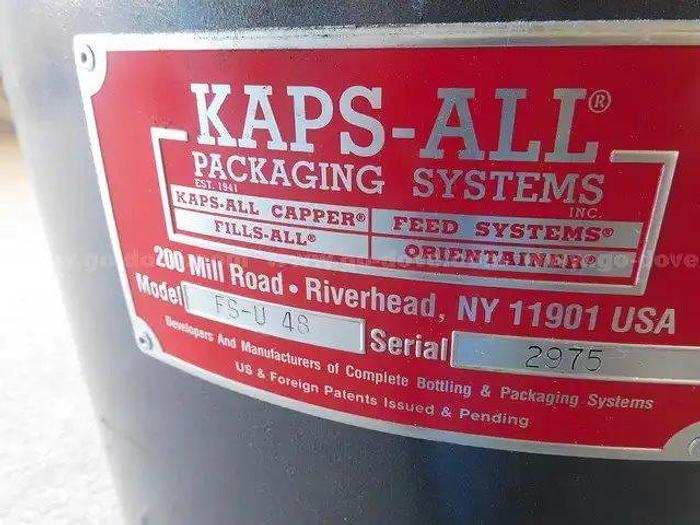 KAPS-ALL®
PACKAGING SYSTEMS
EST. 1941
INC.
KAPS-ALL CAPPER®
FEED SYSTEMS®
FILLS-ALL®
ORIENTAINER®
200 Mill Road • Riverhead, NY 11901 USA
Model FS-U 48 Serial 2975
Developers And Manufacturers of Complete Bottling & Packaging Systems
US & Foreign Patents Issued & Pending